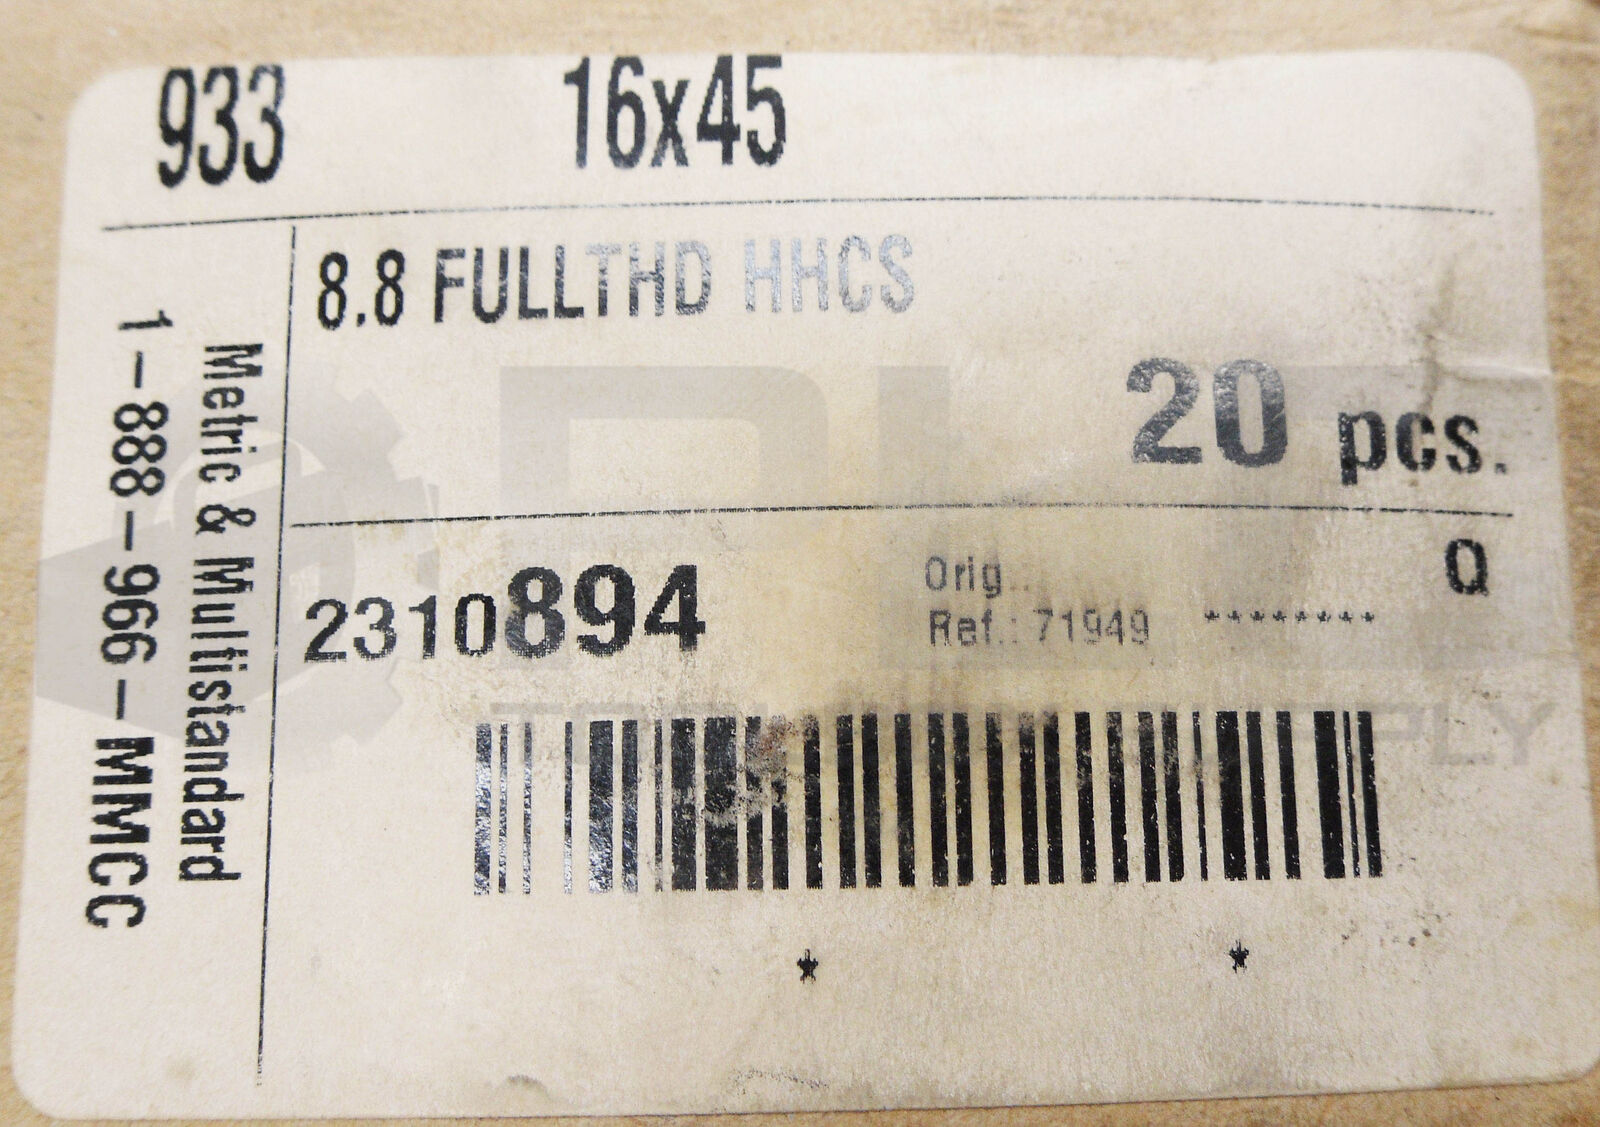 933 16x45
8.8 FULLTHD HHCS
20 pcs.
2310894
Orig..
Ref.: 71949 ********
Q
* *
Metric & Multistandard
1-888-966-MMCC